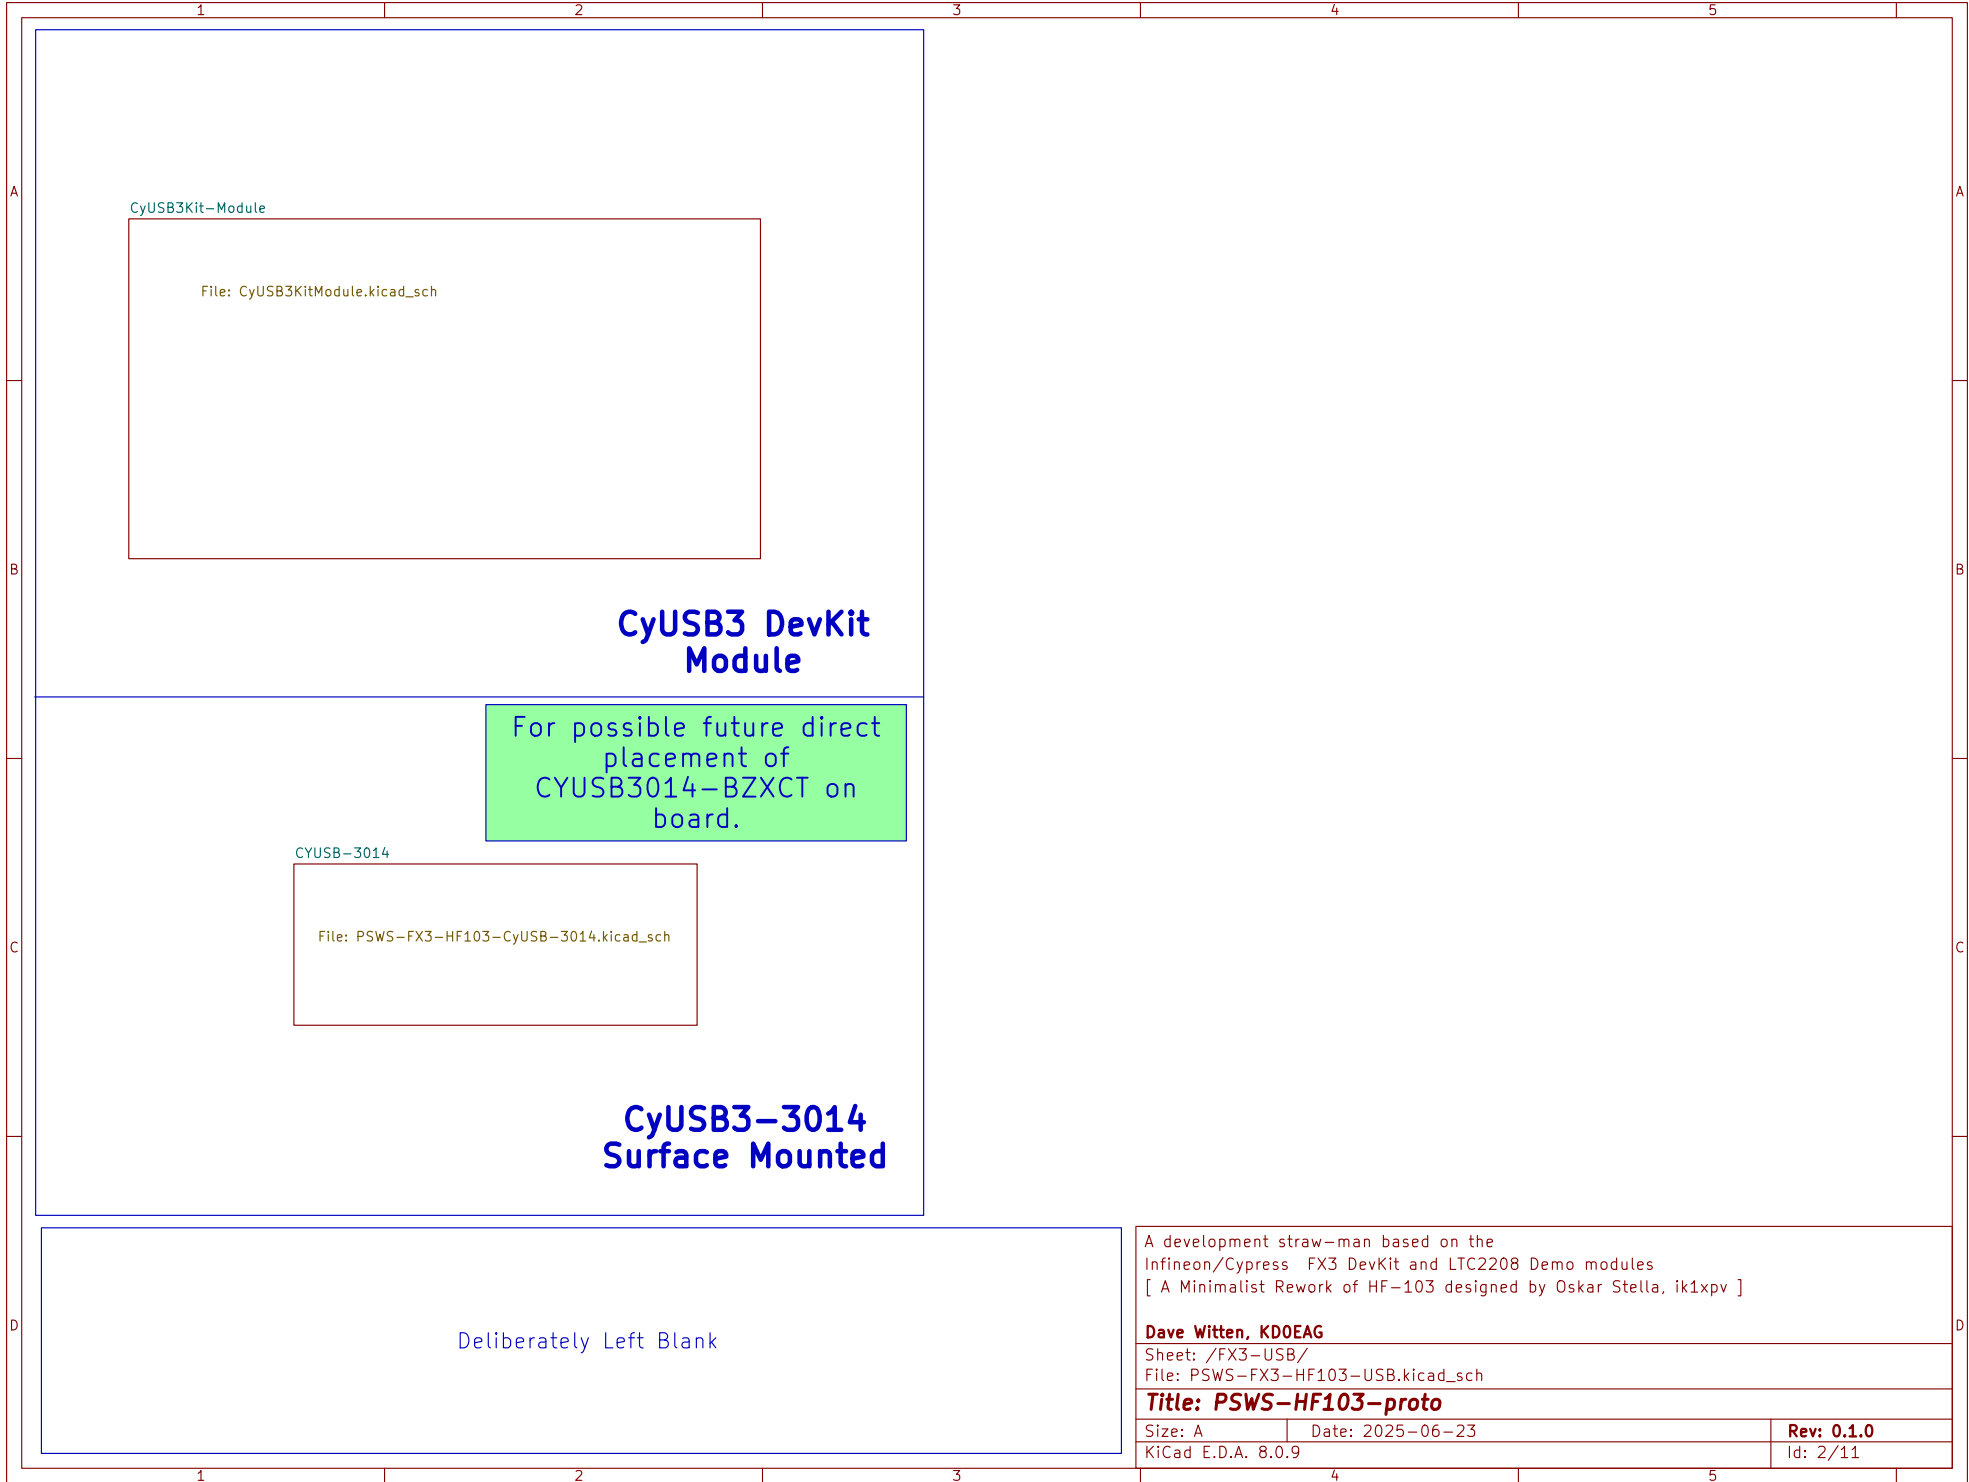 1 2 3 4 5
A A
CyUSB3Kit-Module
File: CyUSB3KitModule.kicad_sch
B B
CyUSB3 DevKit
Module
For possible future direct
placement of
CYUSB3014-BZXCT on
board.
CYUSB-3014
File: PSWS-FX3-HF103-CyUSB-3014.kicad_sch
C C
CyUSB3-3014
Surface Mounted
Deliberately Left Blank
A development straw-man based on the
Infineon/Cypress  FX3 DevKit and LTC2208 Demo modules
[ A Minimalist Rework of HF-103 designed by Oskar Stella, ik1xpv ]
D D
Dave Witten, KD0EAG
Sheet: /FX3-USB/
File: PSWS-FX3-HF103-USB.kicad_sch
Title: PSWS-HF103-proto
Size: A Date: 2025-06-23 Rev: 0.1.0
KiCad E.D.A. 8.0.9 Id: 2/11
1 2 3 4 5